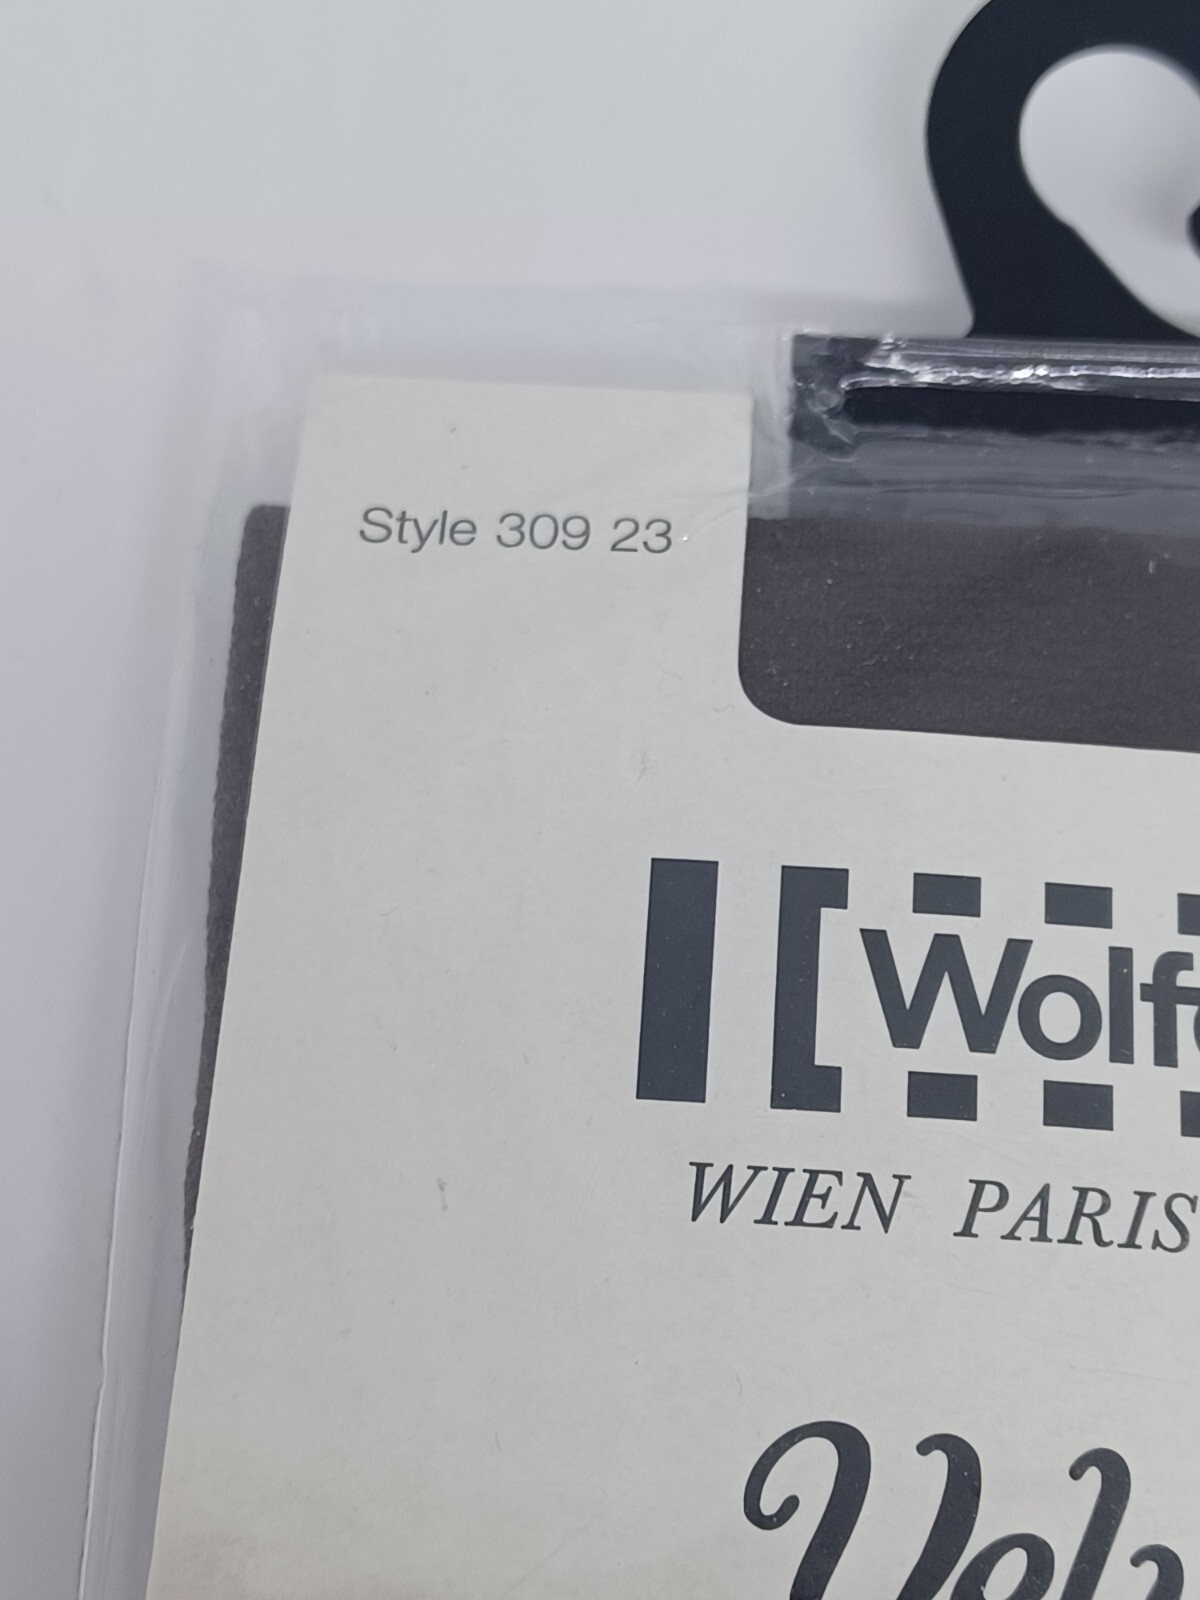 Style 309 23
Wolf
WIEN PARIS